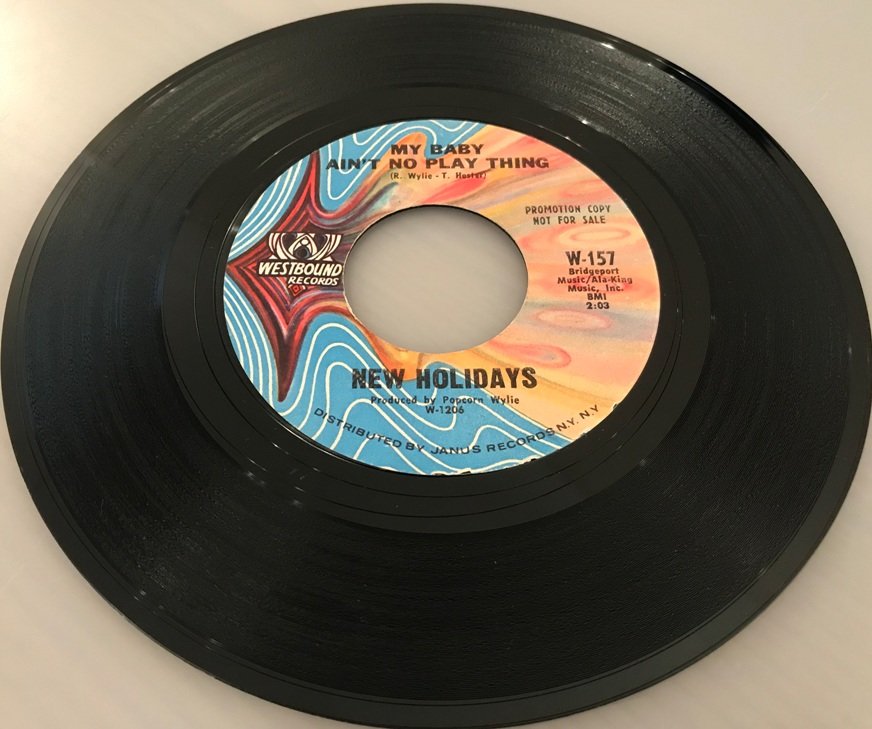 MY BABY
AIN'T NO PLAY THING
(R. Wylie - T. Hester)
PROMOTION COPY
NOT FOR SALE
WESTBOUND
RECORDS
W-157
Bridgeport
Music/Ala-King
Music, Inc.
BMI
2:03
NEW HOLIDAYS
Produced by Popcorn Wylie
W-1206
DISTRIBUTED BY JANUS RECORDS N.Y. N.Y